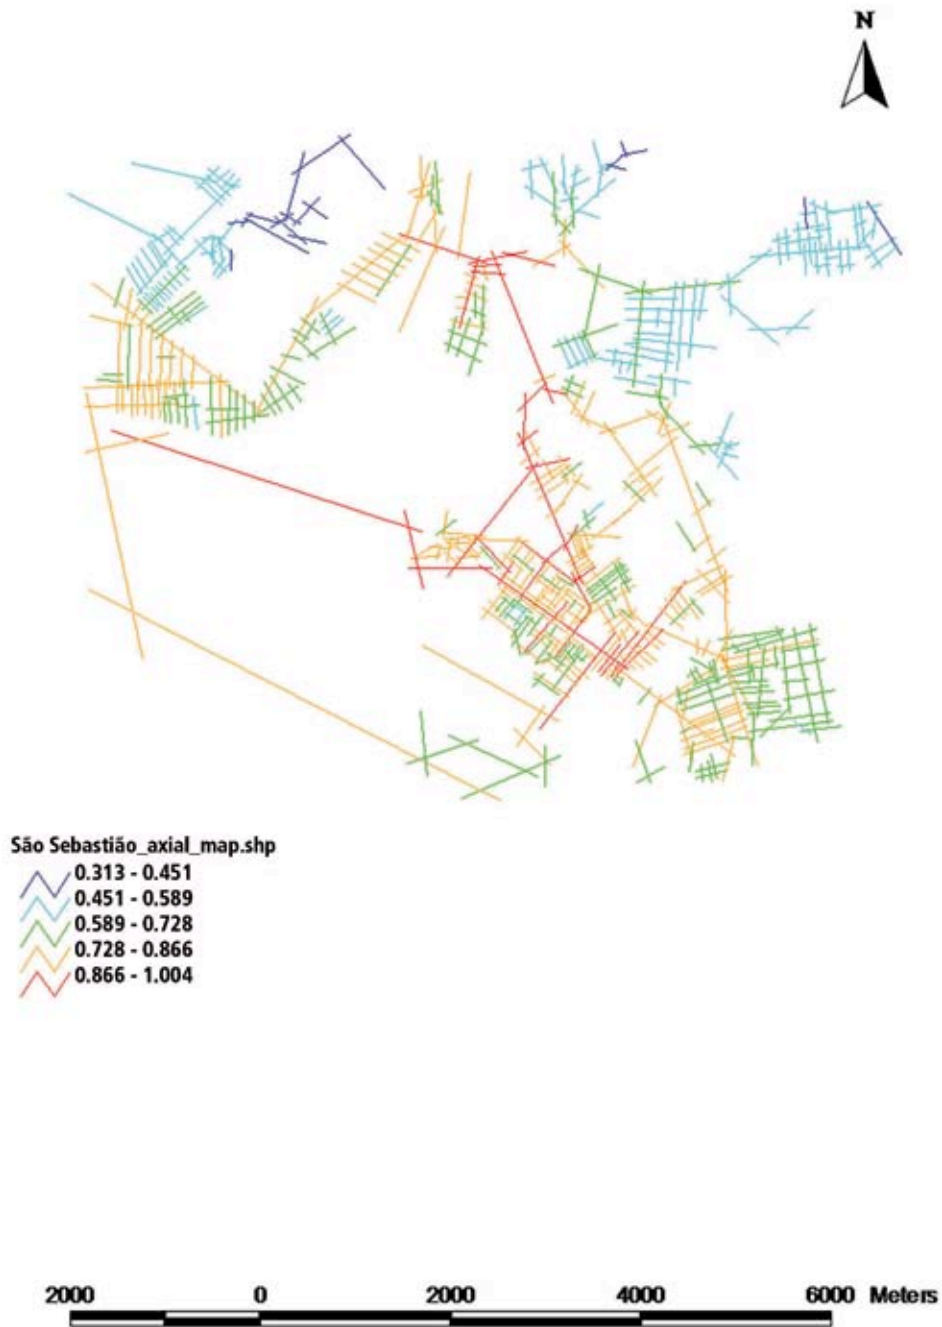 N
São Sebastião_axial_map.shp
0.313 - 0.451
0.451 - 0.589
0.589 - 0.728
0.728 - 0.866
0.866 - 1.004
2000 0 2000 4000 6000 Meters